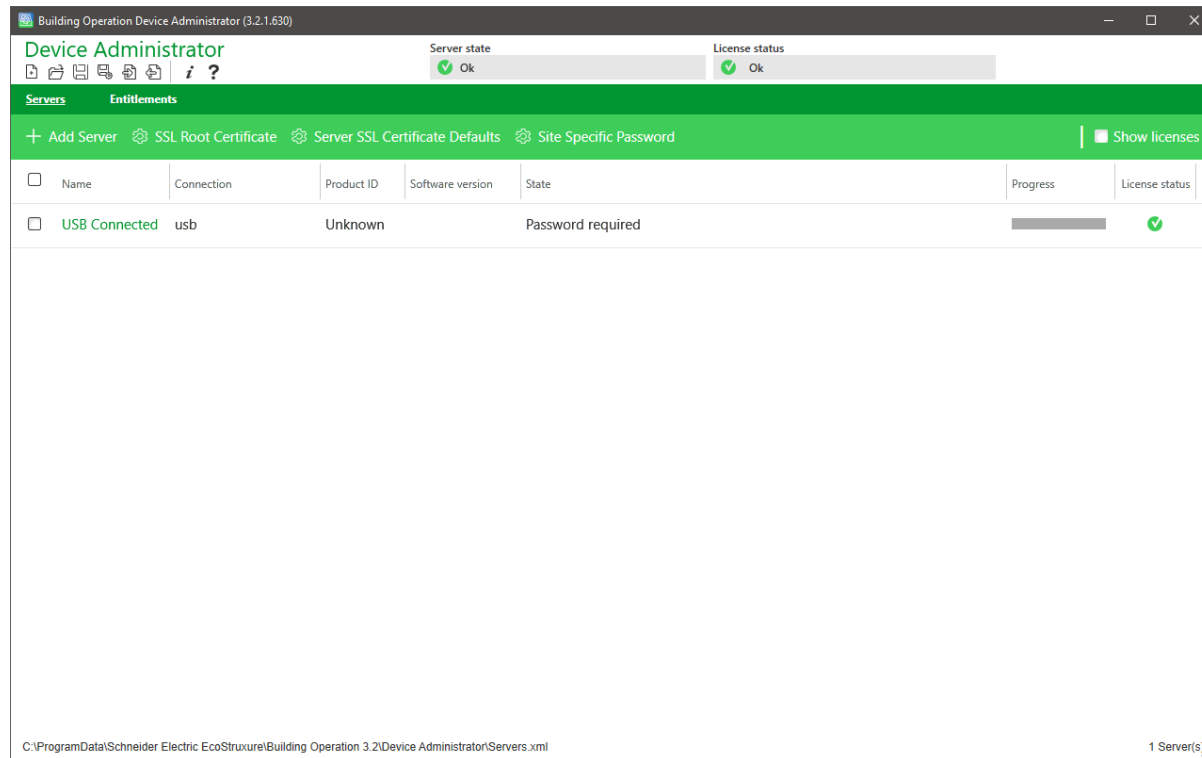 Building Operation Device Administrator (3.2.1.630)
Device Administrator
Server state
License status
Ok
Ok
i ?
Servers Entitlements
+ Add Server SSL Root Certificate Server SSL Certificate Defaults Site Specific Password Show licenses
Name Connection Product ID Software version State Progress License status
USB Connected usb Unknown Password required
C:\ProgramData\Schneider Electric EcoStruxure\Building Operation 3.2\Device Administrator\Servers.xml 1 Server(s)